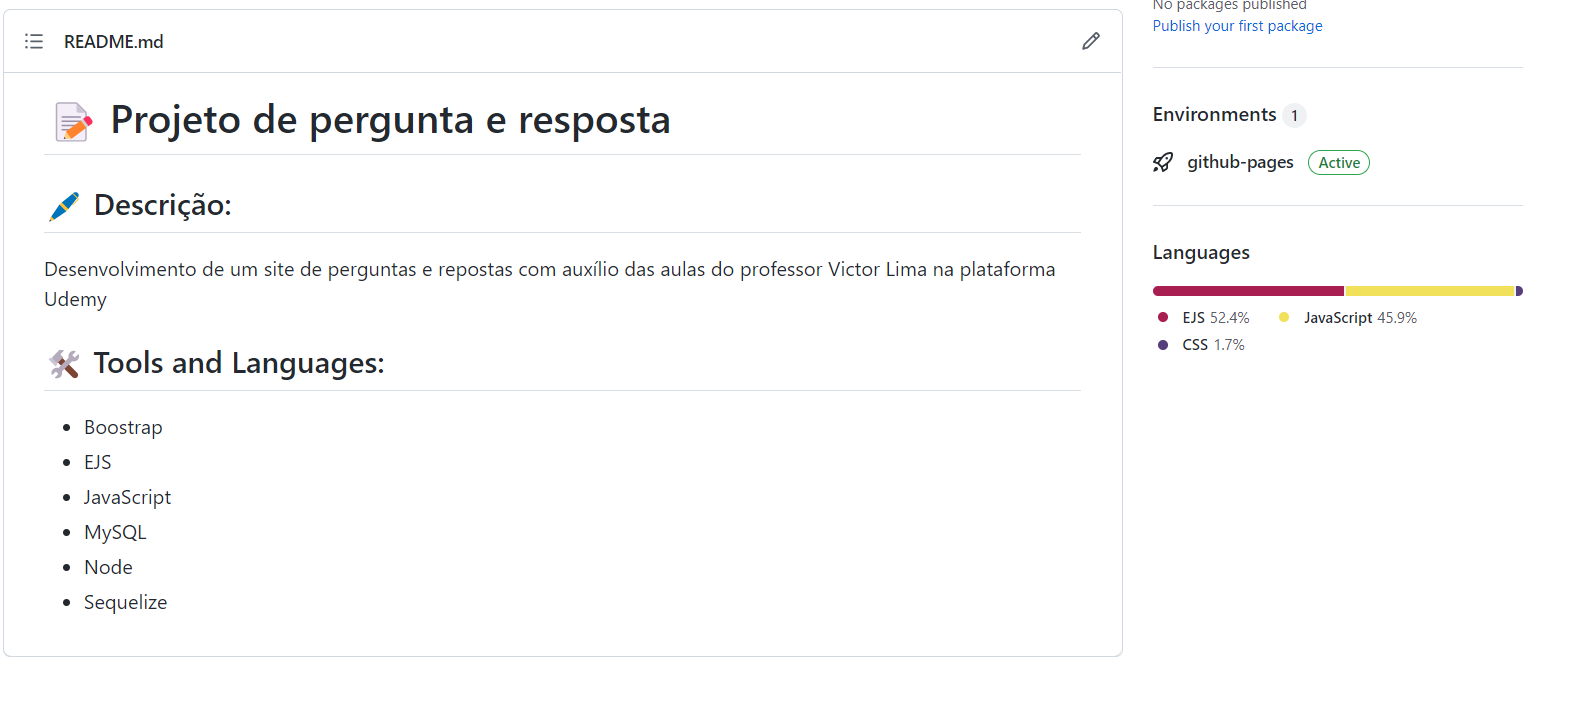 README.md
Projeto de pergunta e resposta
Descrição:
Desenvolvimento de um site de perguntas e repostas com auxílio das aulas do professor Victor Lima na plataforma
Udemy
Tools and Languages:
Boostrap
EJS
JavaScript
MySQL
Node
Sequelize
No packages published
Publish your first package
Environments 1
github-pages Active
Languages
EJS 52.4% JavaScript 45.9%
CSS 1.7%